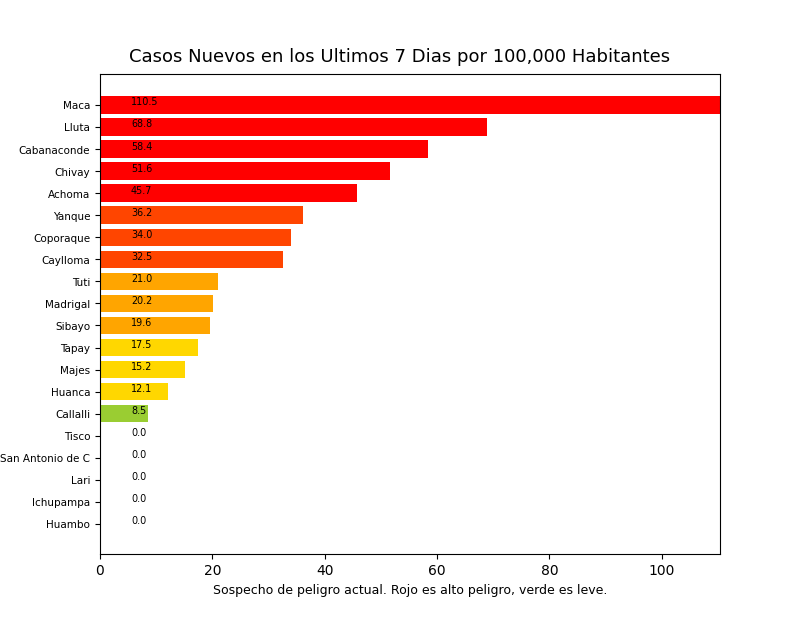 Casos Nuevos en los Ultimos 7 Dias por 100,000 Habitantes
Maca 110.5
Lluta 68.8
Cabanaconde 58.4
Chivay 51.6
Achoma 45.7
Yanque 36.2
Coporaque 34.0
Caylloma 32.5
Tuti 21.0
Madrigal 20.2
Sibayo 19.6
Tapay 17.5
Majes 15.2
Huanca 12.1
Callalli 8.5
Tisco 0.0
San Antonio de C 0.0
Lari 0.0
Ichupampa 0.0
Huambo 0.0
0 20 40 60 80 100
Sospecho de peligro actual. Rojo es alto peligro, verde es leve.